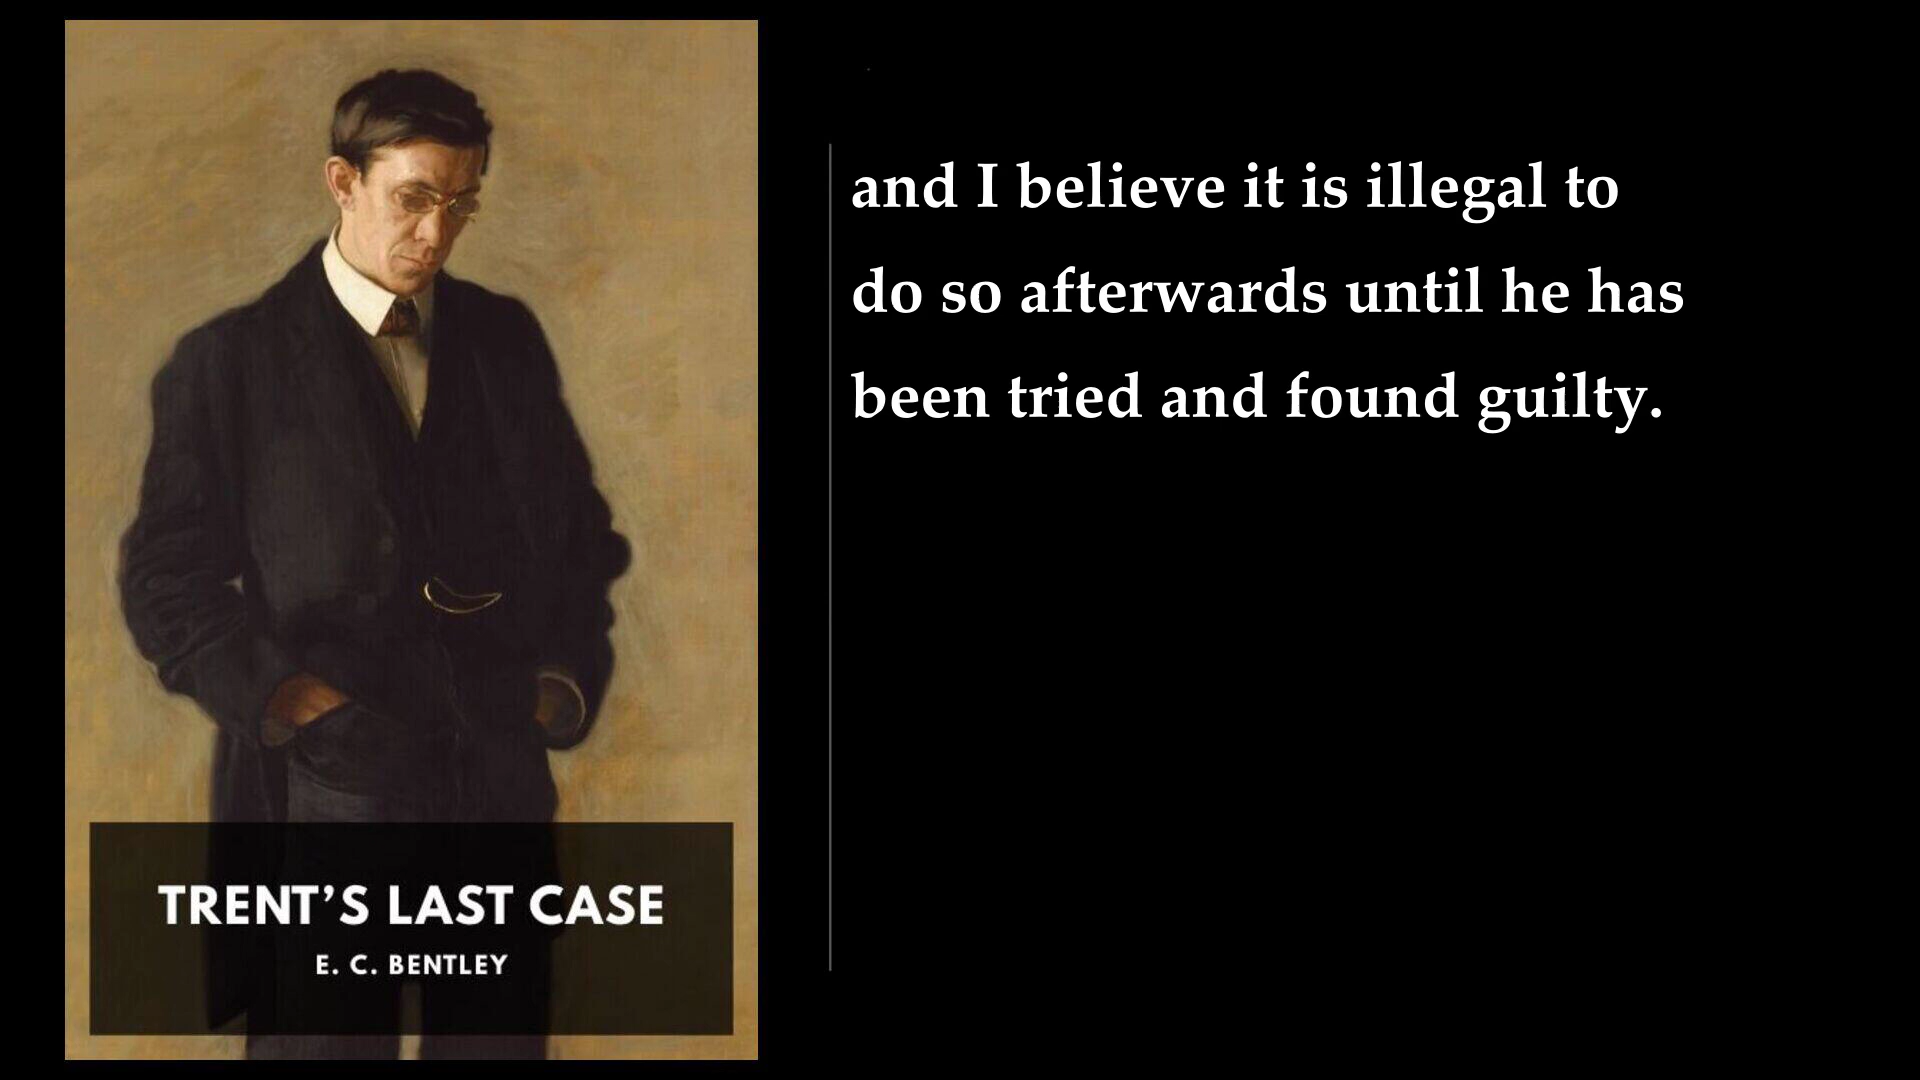 and I believe it is illegal to
do so afterwards until he has
been tried and found guilty.
TRENT’S LAST CASE
E. C. BENTLEY